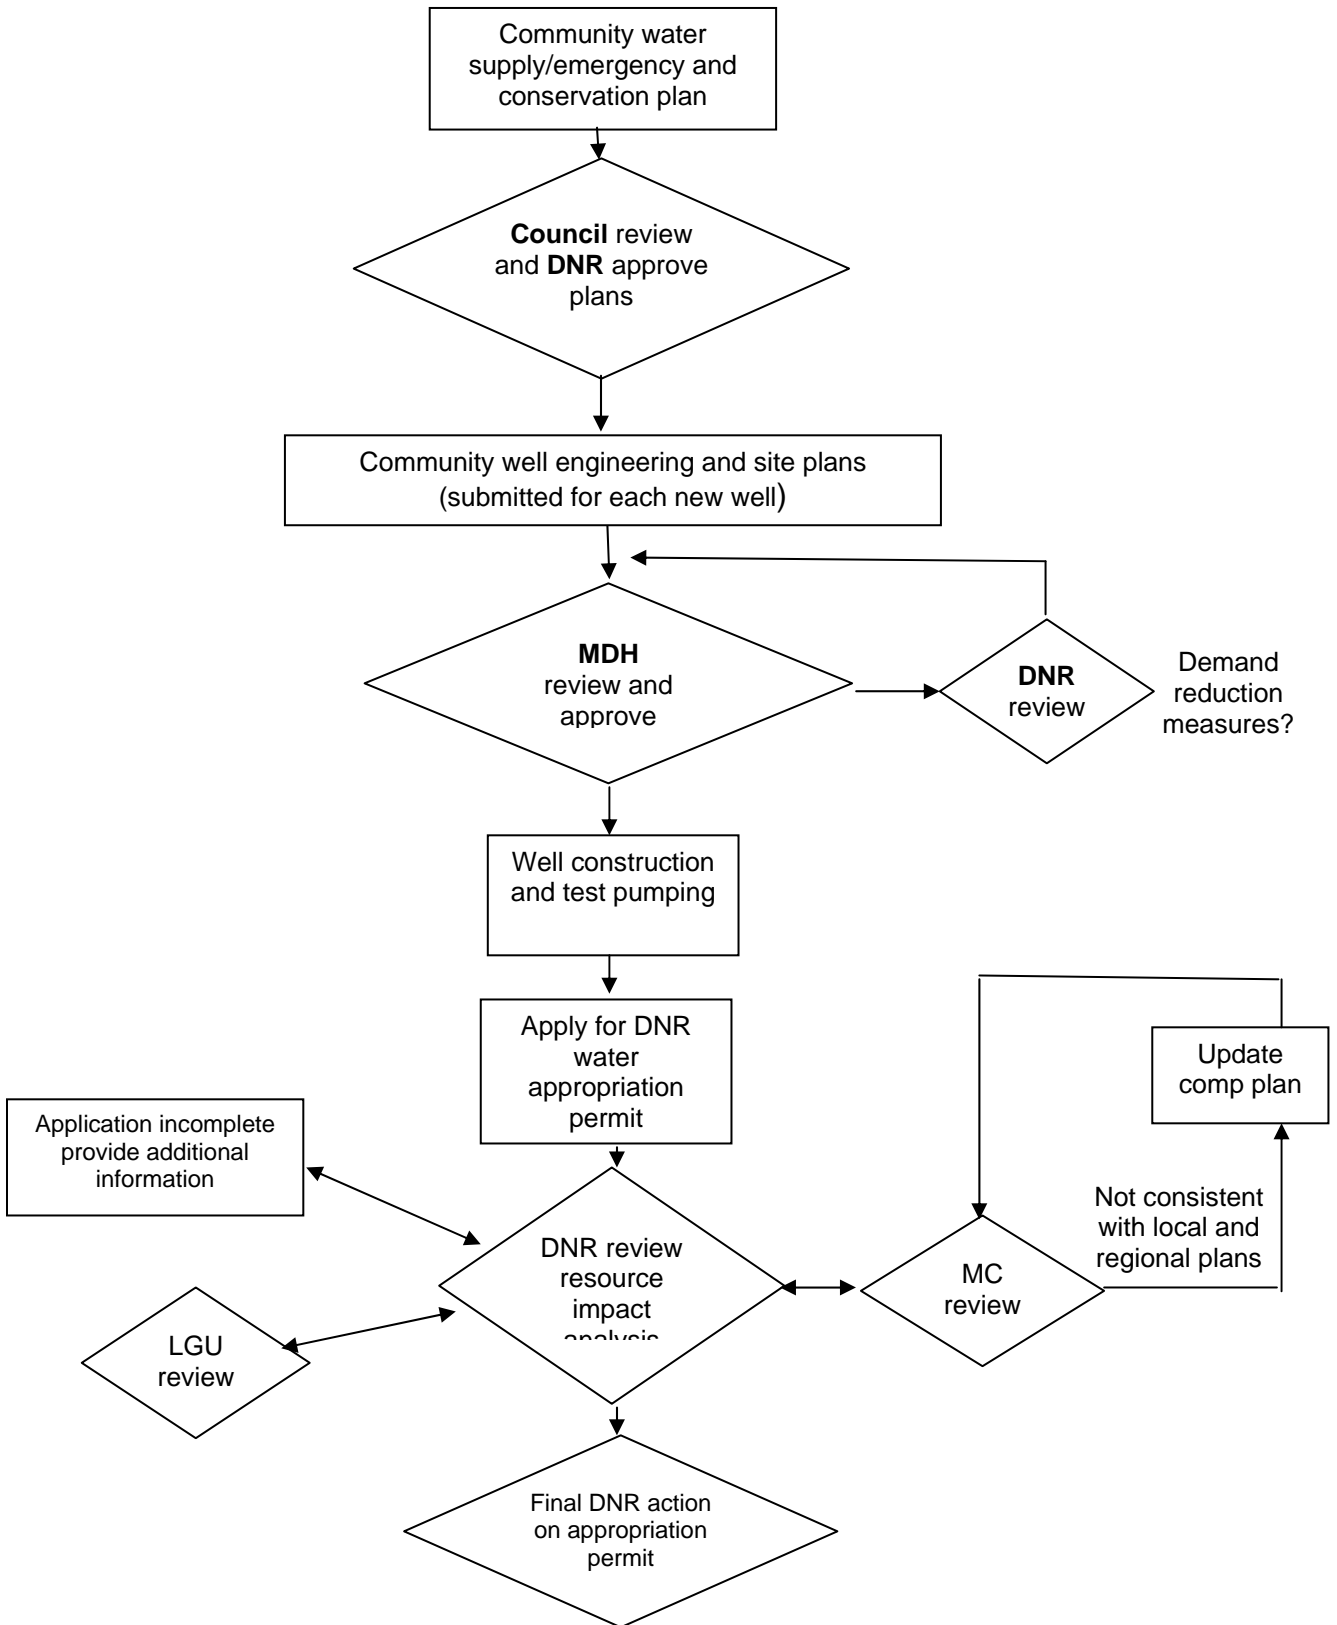 Community water
supply/emergency and
conservation plan
Council review
and DNR approve
plans
Community well engineering and site plans
(submitted for each new well)
MDH
review and
approve
DNR
review
Demand
reduction
measures?
Well construction
and test pumping
Apply for DNR
water
appropriation
permit
Update
comp plan
Application incomplete
provide additional
information
Not consistent
with local and
regional plans
DNR review
resource
impact
analysis
MC
review
LGU
review
Final DNR action
on appropriation
permit